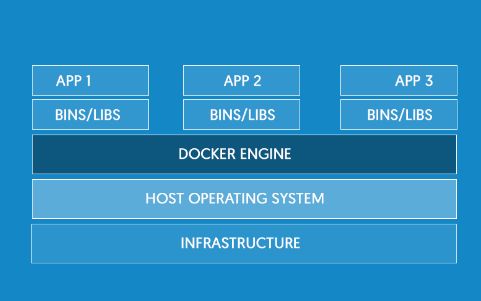 APP 1
APP 2
APP 3
BINS/LIBS
BINS/LIBS
BINS/LIBS
DOCKER ENGINE
HOST OPERATING SYSTEM
INFRASTRUCTURE